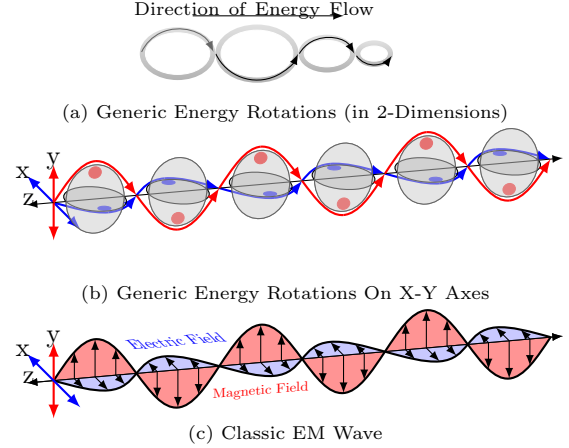 Direction of Energy Flow
(a) Generic Energy Rotations (in 2-Dimensions)
y
x
z
(b) Generic Energy Rotations On X-Y Axes
y
Electric Field
x
z
Magnetic Field
(c) Classic EM Wave